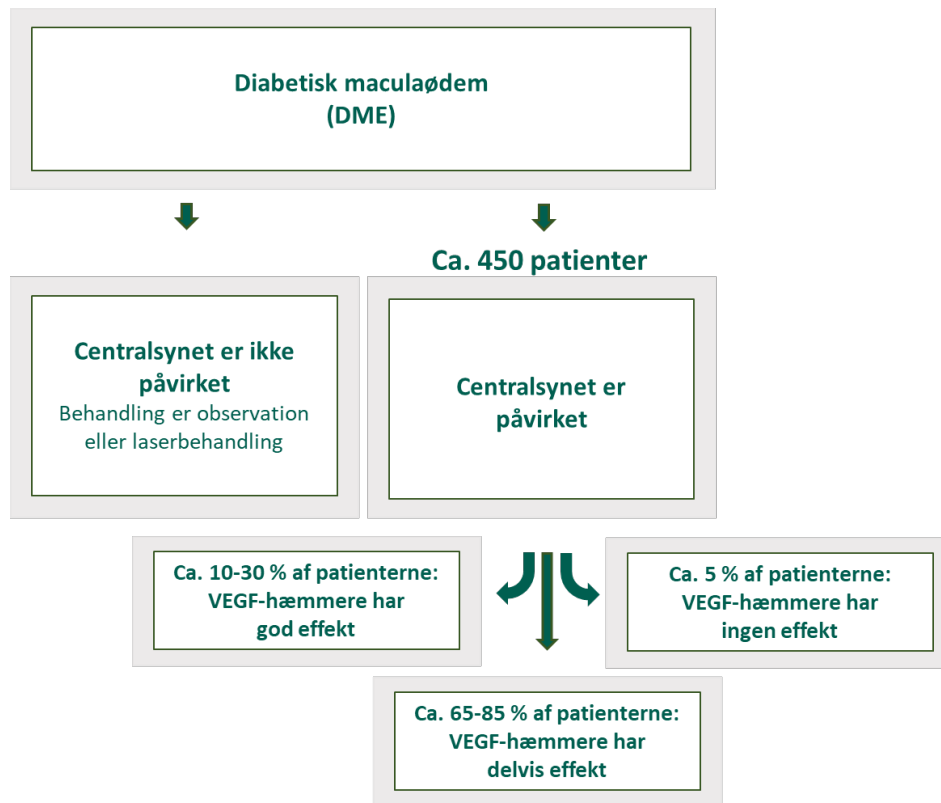 Diabetisk maculaødem
(DME)
Ca. 450 patienter
Centralsynet er ikke
påvirket
Behandling er observation
eller laserbehandling
Centralsynet er
påvirket
Ca. 10-30 % af patienterne:
VEGF-hæmmere har
god effekt
Ca. 5 % af patienterne:
VEGF-hæmmere har
ingen effekt
Ca. 65-85 % af patienterne:
VEGF-hæmmere har
delvis effekt